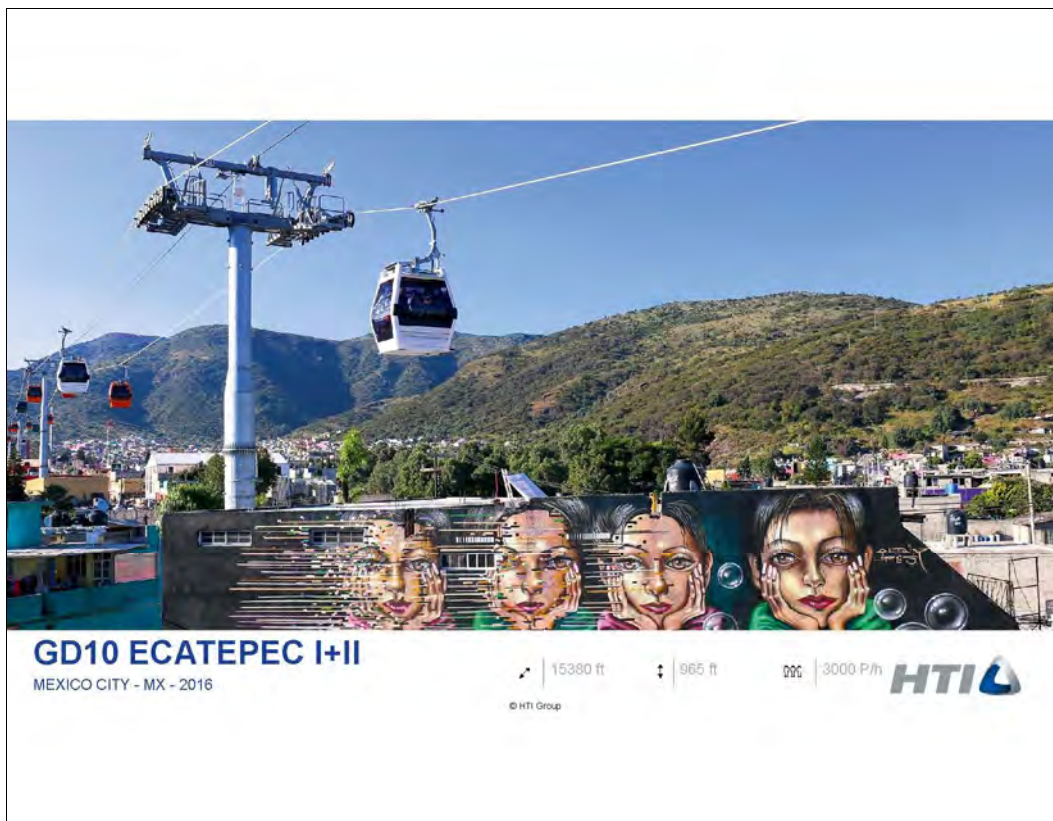 GD10 ECATEPEC I+II
MEXICO CITY - MX - 2016
15380 ft
965 ft
3000 P/h
HTI
© HTI Group